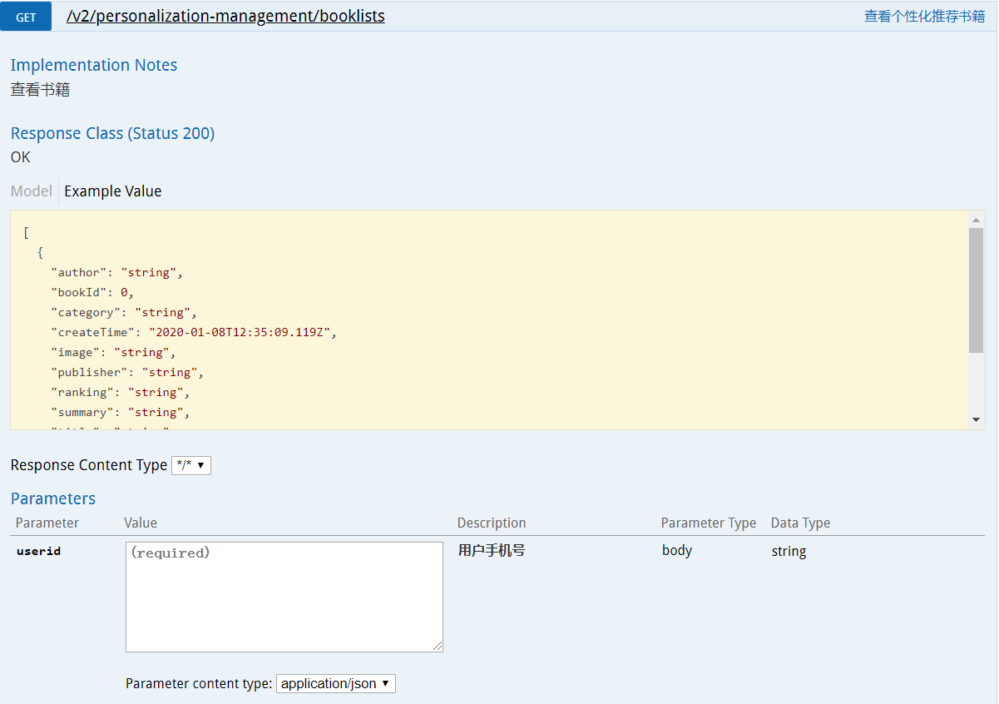 GET /v2/personalization-management/booklists 查看个性化推荐书籍
Implementation Notes
查看书籍
Response Class (Status 200)
OK
Model Example Value
[
{
"author": "string",
"bookId": 0,
"category": "string",
"createTime": "2020-01-08T12:35:09.119Z",
"image": "string",
"publisher": "string",
"ranking": "string",
"summary": "string",
Response Content Type */*
Parameters
Parameter Value Description Parameter Type Data Type
userid (required) 用户手机号 body string
Parameter content type: application/json